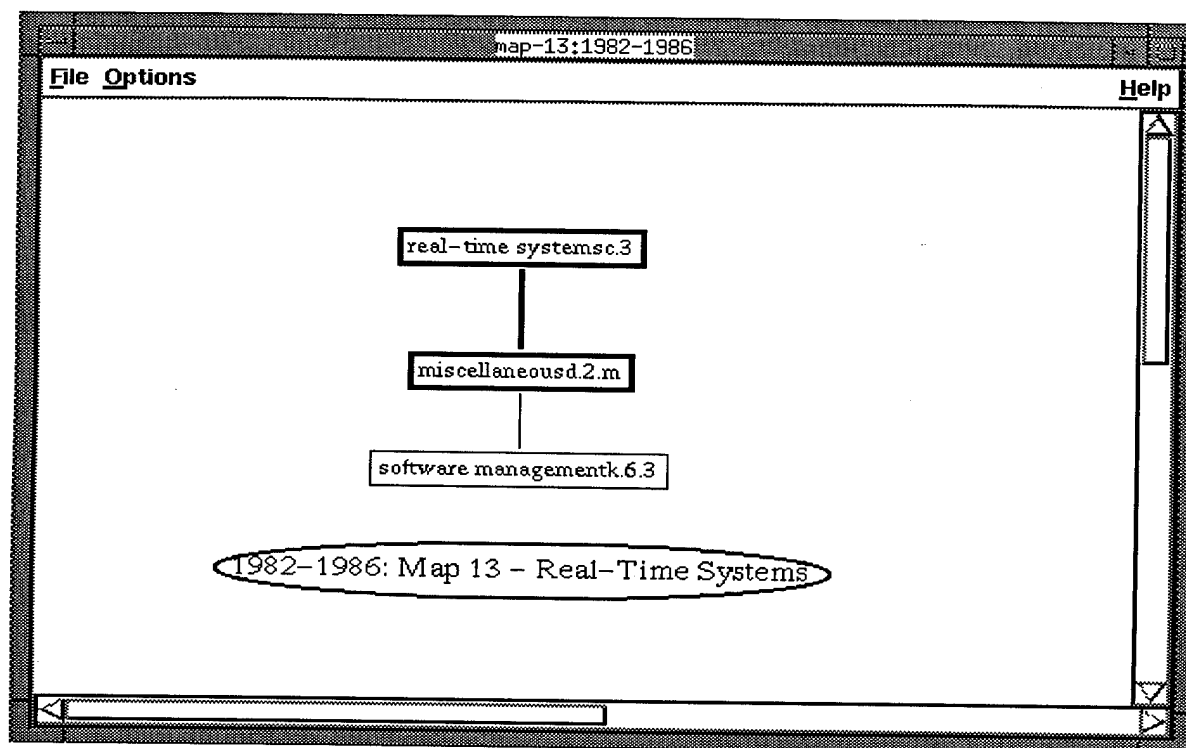 map-13:1982-1986
File Options Help
real-time systemsc.3
miscellaneousd.2.m
software managementk.6.3
1982-1986: Map 13 - Real-Time Systems